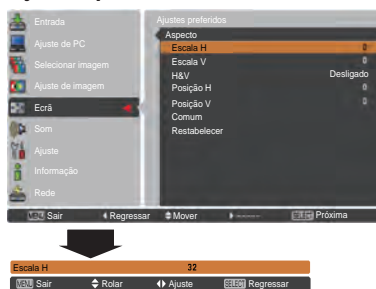 Entrada
Ajuste de PC
Selecionar imagem
Ajuste de imagem
Ecrã
Som
Ajuste
Informação
Rede
Ajustes preferidos
Aspecto
Escala H 0
Escala V 0
H&V Desligado
Posição H 0
Posição V 0
Comum
Restabelecer
MENU Sair Regressar Mover -------- SELECT Próxima
Escala H 32
MENU Sair Rolar Ajuste SELECT Regressar